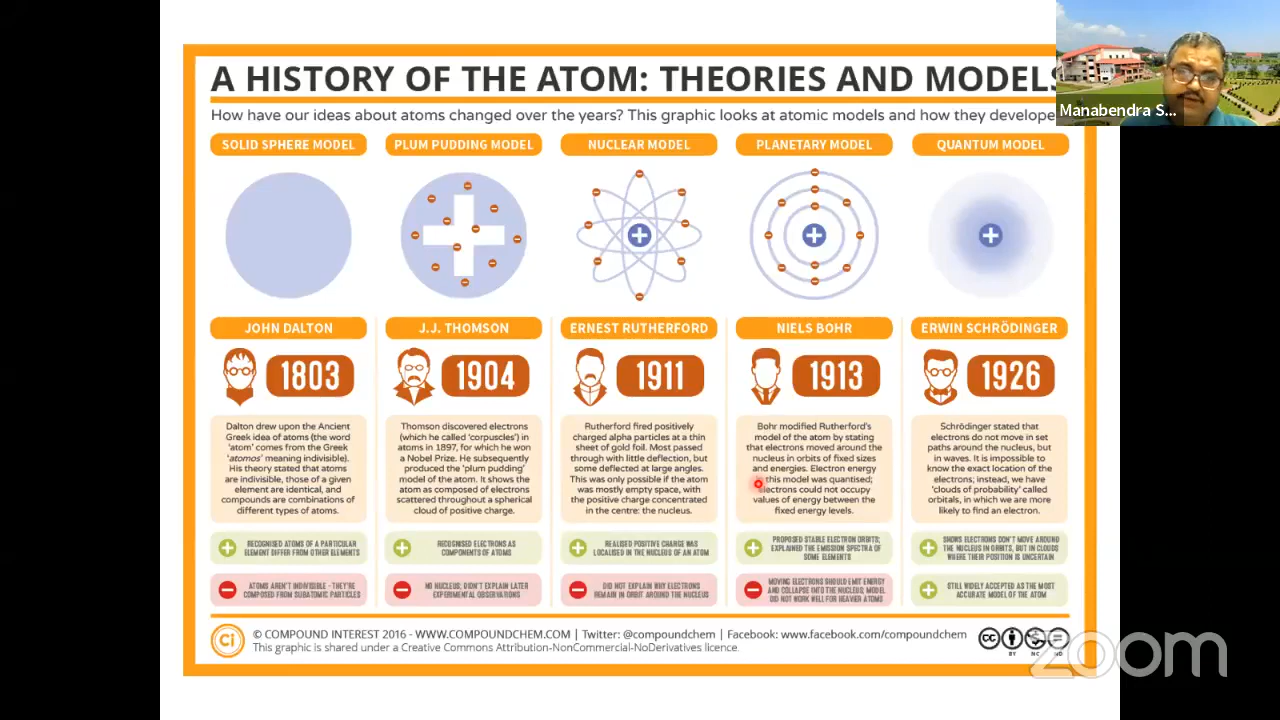 A HISTORY OF THE ATOM: THEORIES AND MODELS
How have our ideas about atoms changed over the years? This graphic looks at atomic models and how they develope
Manabendra S...
SOLID SPHERE MODEL
PLUM PUDDING MODEL
NUCLEAR MODEL
PLANETARY MODEL
QUANTUM MODEL
JOHN DALTON
J.J. THOMSON
ERNEST RUTHERFORD
NIELS BOHR
ERWIN SCHRÖDINGER
1803
1904
1911
1913
1926
Dalton drew upon the Ancient
Greek idea of atoms (the word
'atom' comes from the Greek
'atomos' meaning indivisible).
His theory stated that atoms
are indivisible, those of a given
element are identical, and
compounds are combinations of
different types of atoms.
Thomson discovered electrons
(which he called 'corpuscles') in
atoms in 1897, for which he won
a Nobel Prize. He subsequently
produced the 'plum pudding'
model of the atom. It shows the
atom as composed of electrons
scattered throughout a spherical
cloud of positive charge.
Rutherford fired positively
charged alpha particles at a thin
sheet of gold foil. Most passed
through with little deflection, but
some deflected at large angles.
This was only possible if the atom
was mostly empty space, with
the positive charge concentrated
in the centre: the nucleus.
Bohr modified Rutherford's
model of the atom by stating
that electrons moved around the
nucleus in orbits of fixed sizes
and energies. Electron energy
this model was quantised;
electrons could not occupy
values of energy between the
fixed energy levels.
Schrödinger stated that
electrons do not move in set
paths around the nucleus, but
in waves. It is impossible to
know the exact location of the
electrons; instead, we have
'clouds of probability' called
orbitals, in which we are more
likely to find an electron.
RECOGNISED ATOMS OF A PARTICULAR
ELEMENT DIFFER FROM OTHER ELEMENTS
RECOGNISED ELECTRONS AS
COMPONENTS OF ATOMS
REALISED POSITIVE CHARGE WAS
LOCALISED IN THE NUCLEUS OF AN ATOM
PROPOSED STABLE ELECTRON ORBITS;
EXPLAINED THE EMISSION SPECTRA OF
SOME ELEMENTS
SHOWS ELECTRONS DON'T MOVE AROUND
THE NUCLEUS IN ORBITS, BUT IN CLOUDS
WHERE THEIR POSITION IS UNCERTAIN
ATOMS AREN'T INDIVISIBLE - THEY'RE
COMPOSED FROM SUBATOMIC PARTICLES
NO NUCLEUS; DIDN'T EXPLAIN LATER
EXPERIMENTAL OBSERVATIONS
DID NOT EXPLAIN WHY ELECTRONS
REMAIN IN ORBIT AROUND THE NUCLEUS
MOVING ELECTRONS SHOULD EMIT ENERGY
AND COLLAPSE INTO THE NUCLEUS; MODEL
DID NOT WORK WELL FOR HEAVIER ATOMS
STILL WIDELY ACCEPTED AS THE MOST
ACCURATE MODEL OF THE ATOM
Ci
© COMPOUND INTEREST 2016 - WWW.COMPOUNDCHEM.COM | Twitter: @compoundchem | Facebook: www.facebook.com/compoundchem
This graphic is shared under a Creative Commons Attribution-NonCommercial-NoDerivatives licence.
cc
BY
zoom